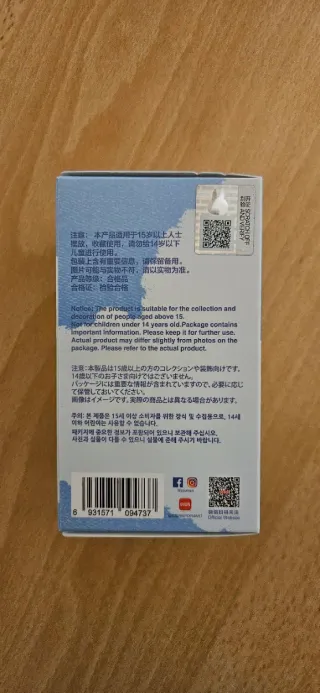 注意：本产品适用于15岁以上人士
摆放，收藏使用，请勿给14岁以下
儿童进行使用。
包装上含有重要信息，请保留备用。
图片可能与实物不符，请以实物为准。
产品等级：合格品
合格证：检验合格
Notice: The product is suitable for the collection and
decoration of people aged above 15.
Not for children under 14 years old.Package contains
important information. Please keep it for further use.
Actual product may differ slightly from photos on the
package. Please refer to the actual product.
注意:本製品は15歳以上の方のコレクションや装飾向けです。
14歳以下のお子さま向けではございません。
パッケージには重要な情報が含まれていますので、必要に応じ
て保管しておいてください。
画像はイメージです、実際の商品とは異なる場合があります。
주의: 본 제품은 15세 이상 소비자를 위한 장식 및 수집용으로, 14세
이하 어린이는 사용할 수 없습니다.
패키지에 중요한 정보가 포함되어 있으니 보관해 주십시오.
사진과 실물이 다를 수 있으니 실물에 준해 주시기 바랍니다.
6 931571 094737
Official Website